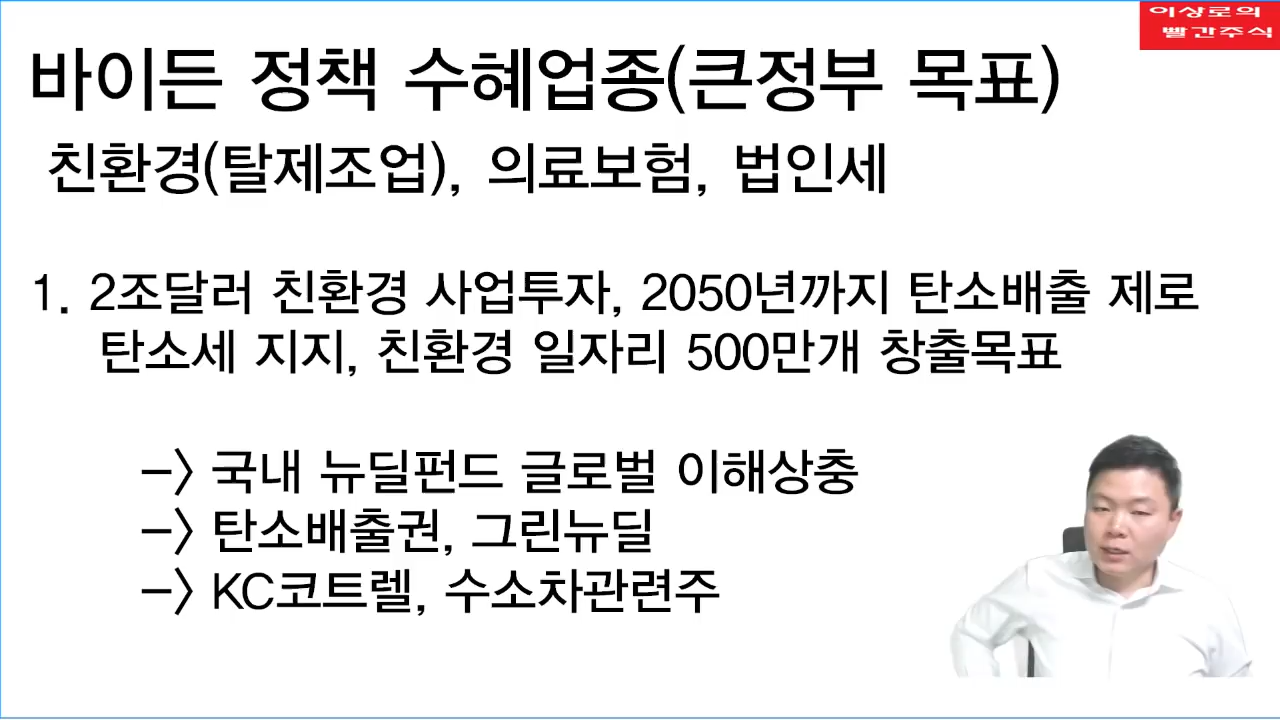 이상로의
빨간주식
바이든 정책 수혜업종(큰정부 목표)
친환경(탈제조업), 의료보험, 법인세
1. 2조달러 친환경 사업투자, 2050년까지 탄소배출 제로
탄소세 지지, 친환경 일자리 500만개 창출목표
-> 국내 뉴딜펀드 글로벌 이해상충
-> 탄소배출권, 그린뉴딜
-> KC코트렐, 수소차관련주